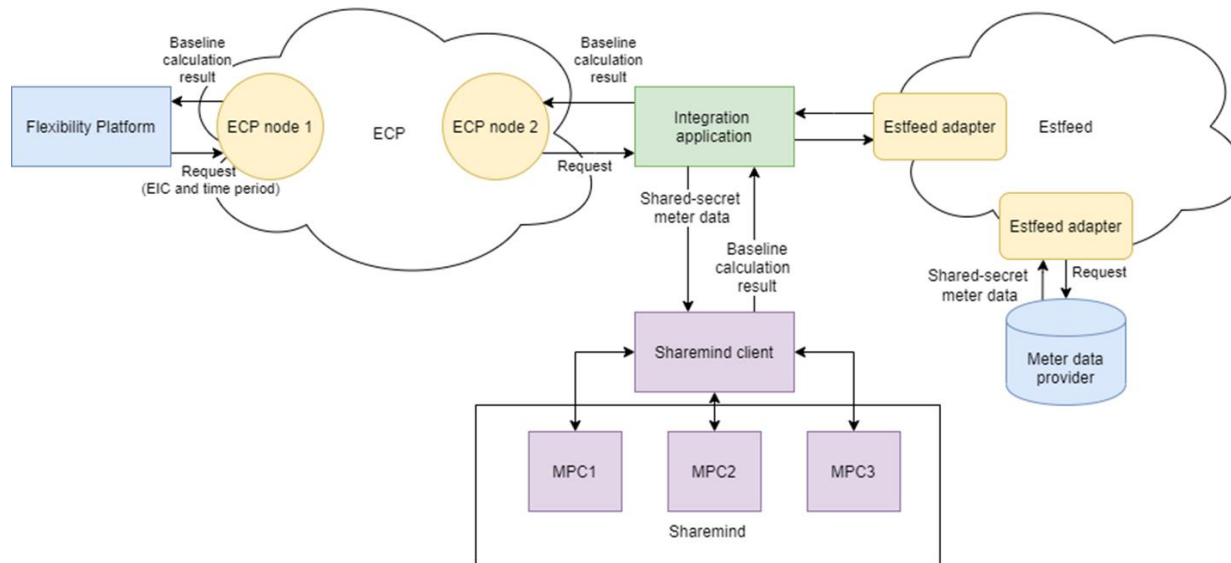 Baseline
calculation
result
Flexibility Platform
Request
(EIC and time period)
ECP node 1
ECP
ECP node 2
Baseline
calculation
result
Request
Integration
application
Estfeed adapter
Estfeed
Estfeed adapter
Shared-secret
meter data
Request
Meter data
provider
Shared-secret
meter data
Baseline
calculation
result
Sharemind client
MPC1
MPC2
MPC3
Sharemind